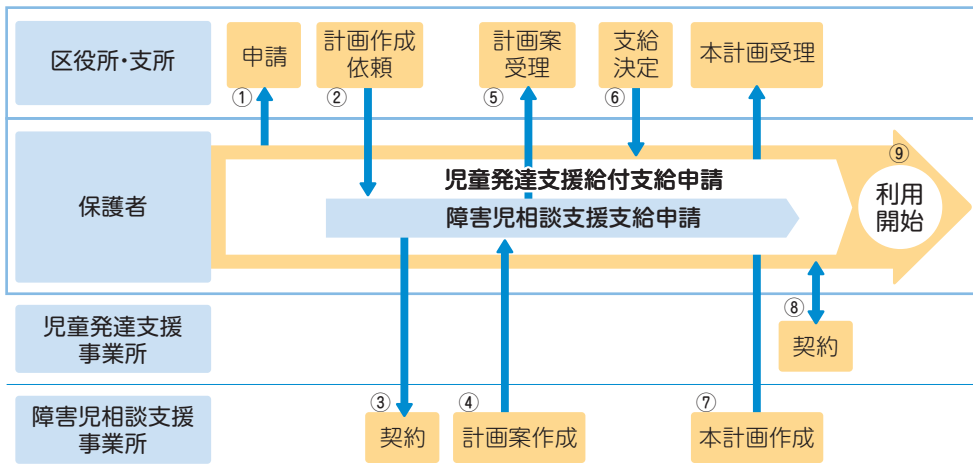 区役所・支所
申請
計画作成
依頼
計画案
受理
支給
決定
本計画受理
①
②
⑤
⑥
保護者
児童発達支援給付支給申請
障害児相談支援支給申請
⑨
利用
開始
児童発達支援
事業所
⑧
契約
障害児相談支援
事業所
③
契約
④
計画案作成
⑦
本計画作成